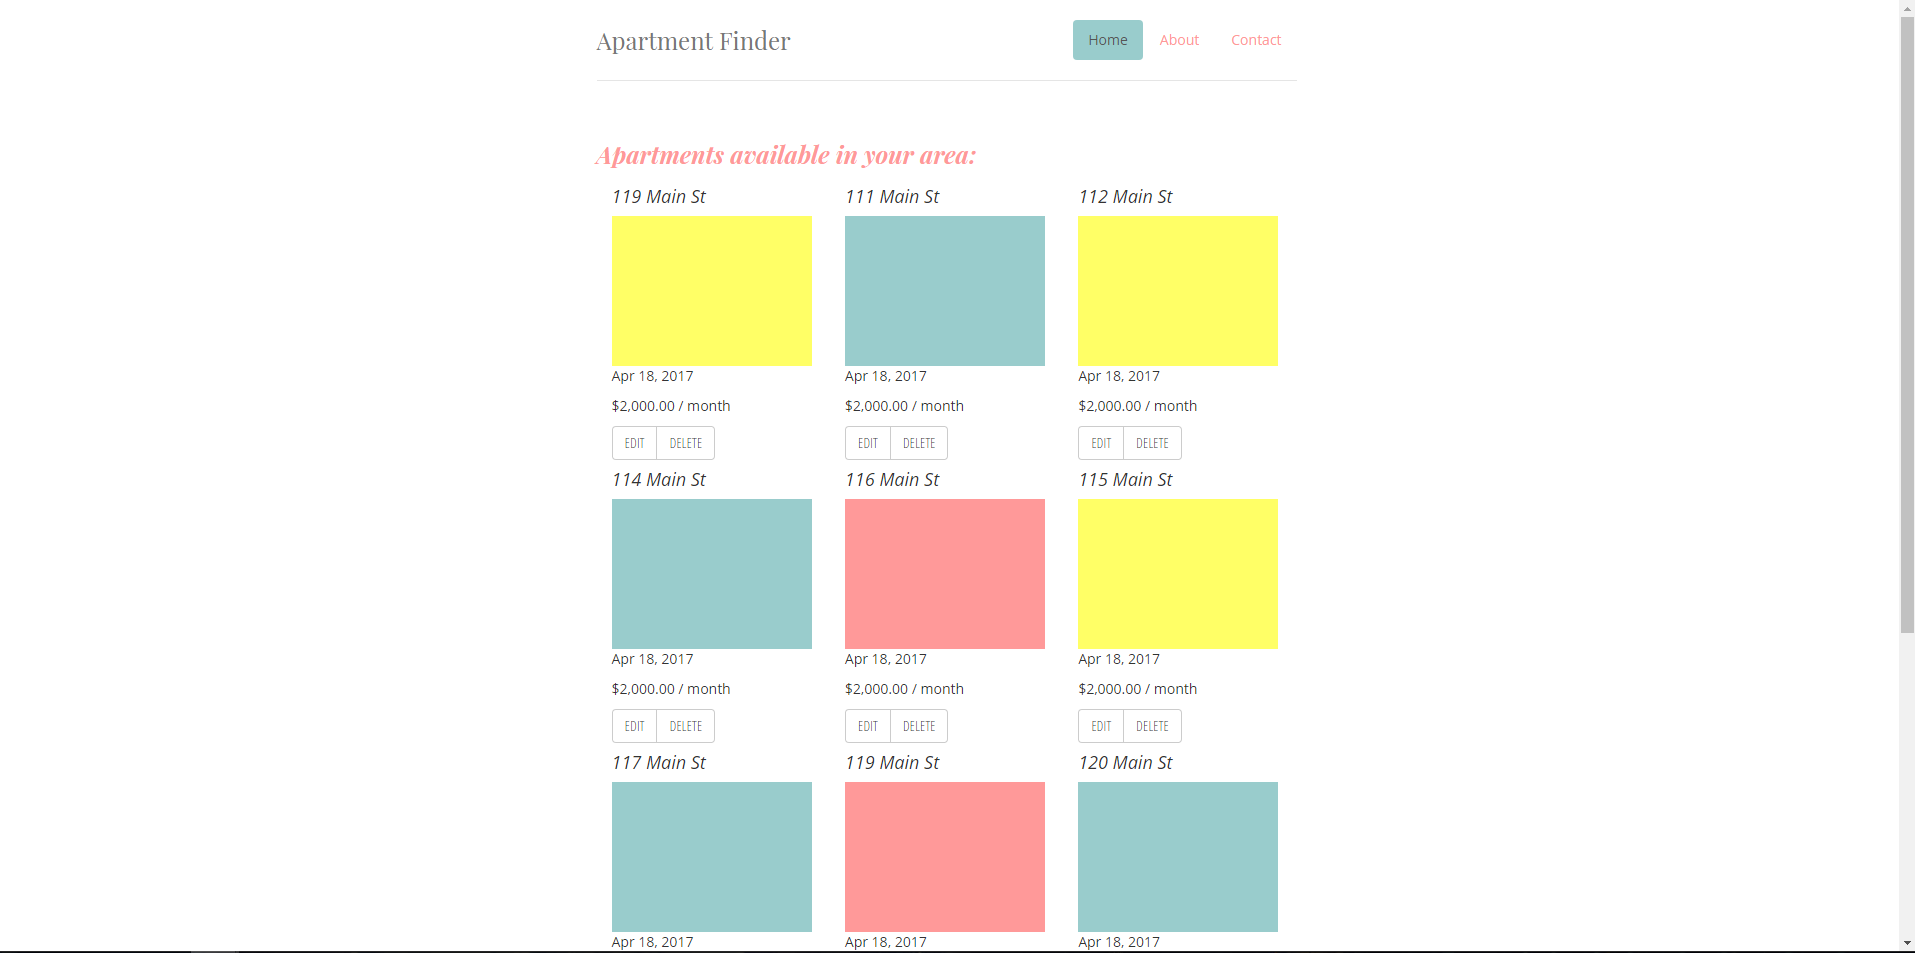 Apartment Finder
Home About Contact
Apartments available in your area:
119 Main St 111 Main St 112 Main St
Apr 18, 2017 Apr 18, 2017 Apr 18, 2017
$2,000.00 / month $2,000.00 / month $2,000.00 / month
EDIT DELETE EDIT DELETE EDIT DELETE
114 Main St 116 Main St 115 Main St
Apr 18, 2017 Apr 18, 2017 Apr 18, 2017
$2,000.00 / month $2,000.00 / month $2,000.00 / month
EDIT DELETE EDIT DELETE EDIT DELETE
117 Main St 119 Main St 120 Main St
Apr 18, 2017 Apr 18, 2017 Apr 18, 2017